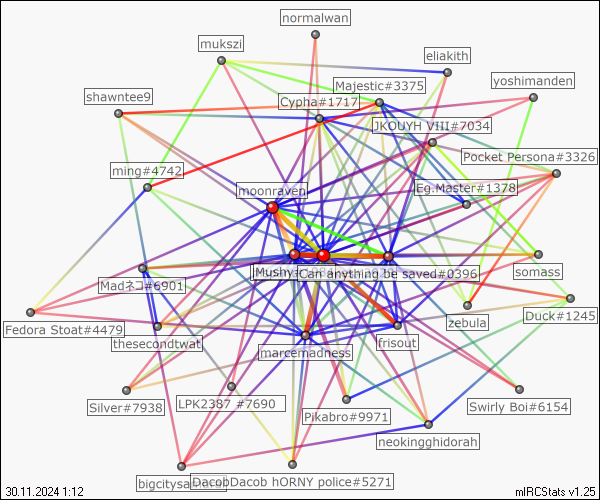 normalwan
mukszi
eliakith
Majestic#3375
yoshimanden
shawntee9
Cypha#1717
JKOUYH VIII#7034
Pocket Persona#3326
ming#4742
Eg.Master#1378
moonraven
Mushy
Can anything be saved#0396
somass
Madネコ#6901
Fedora Stoat#4479
thesecondtwat
marcemadness
frisout
zebula
Duck#1245
Silver#7938
LPK2387 #7690
Pikabro#9971
Swirly Boi#6154
neokingghidorah
DacobDacob hORNY police#5271
30.11.2024 1:12
mIRCStats v1.25